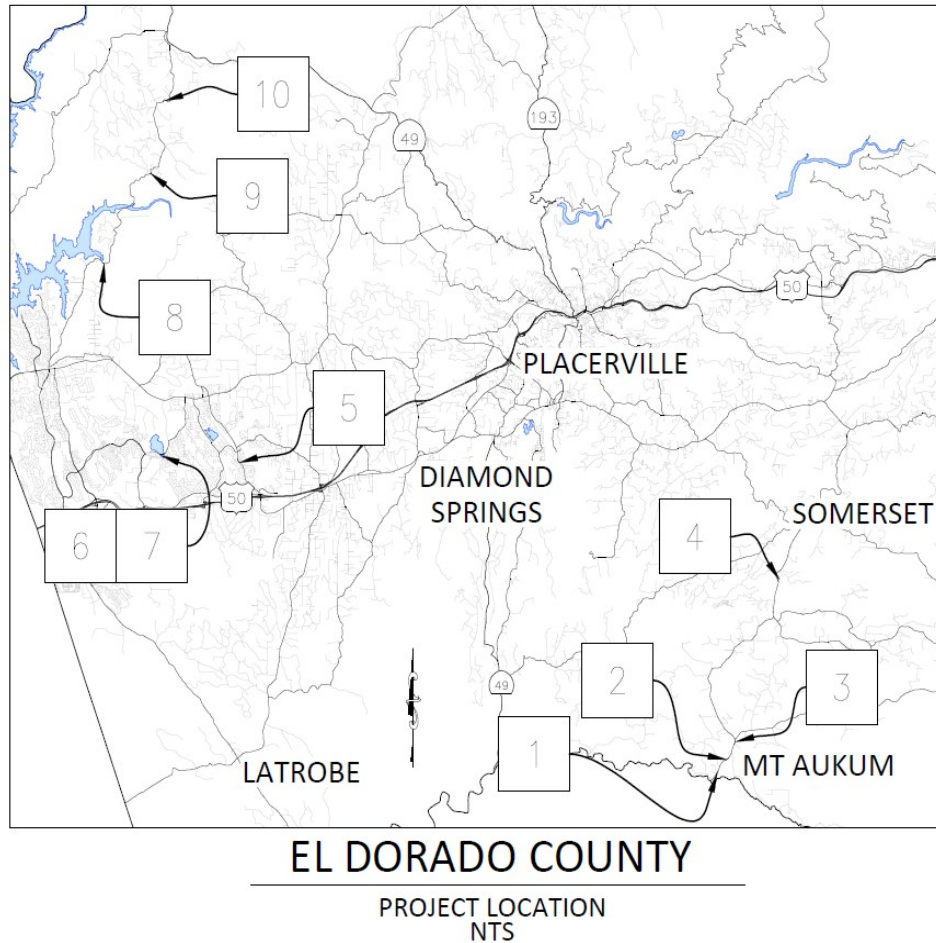 10
193
49
9
50
8
PLACERVILLE
5
DIAMOND
SPRINGS
50
4
SOMERSET
6
7
2
3
49
1
MT AUKUM
LATROBE
EL DORADO COUNTY
PROJECT LOCATION
NTS